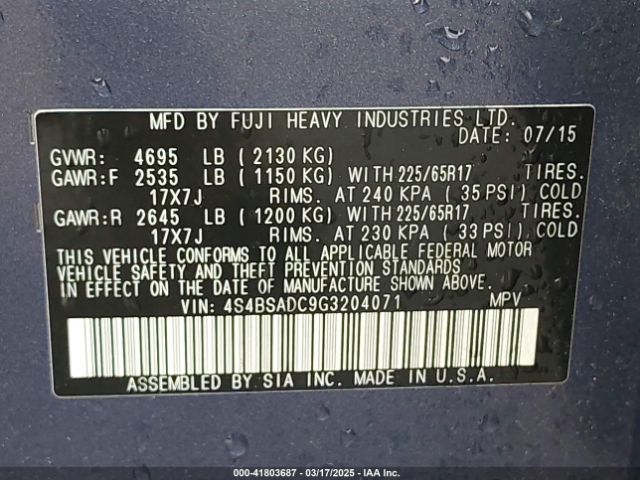 MFD BY FUJI HEAVY INDUSTRIES LTD.
DATE: 07/15
GVWR: 4695 LB (2130 KG)
GAWR:F 2535 LB (1150 KG) WITH 225/65R17 TIRES.
17X7J RIMS. AT 240 KPA (35 PSI) COLD
GAWR:R 2645 LB (1200 KG) WITH 225/65R17 TIRES.
17X7J RIMS. AT 230 KPA (33 PSI) COLD
THIS VEHICLE CONFORMS TO ALL APPLICABLE FEDERAL MOTOR
VEHICLE SAFETY AND THEFT PREVENTION STANDARDS
IN EFFECT ON THE DATE OF MANUFACTURE SHOWN ABOVE.
VIN: 4S4BSADC9G3204071 MPV
ASSEMBLED BY SIA INC. MADE IN U.S.A.
000-41803687 - 03/17/2025 - IAA Inc.